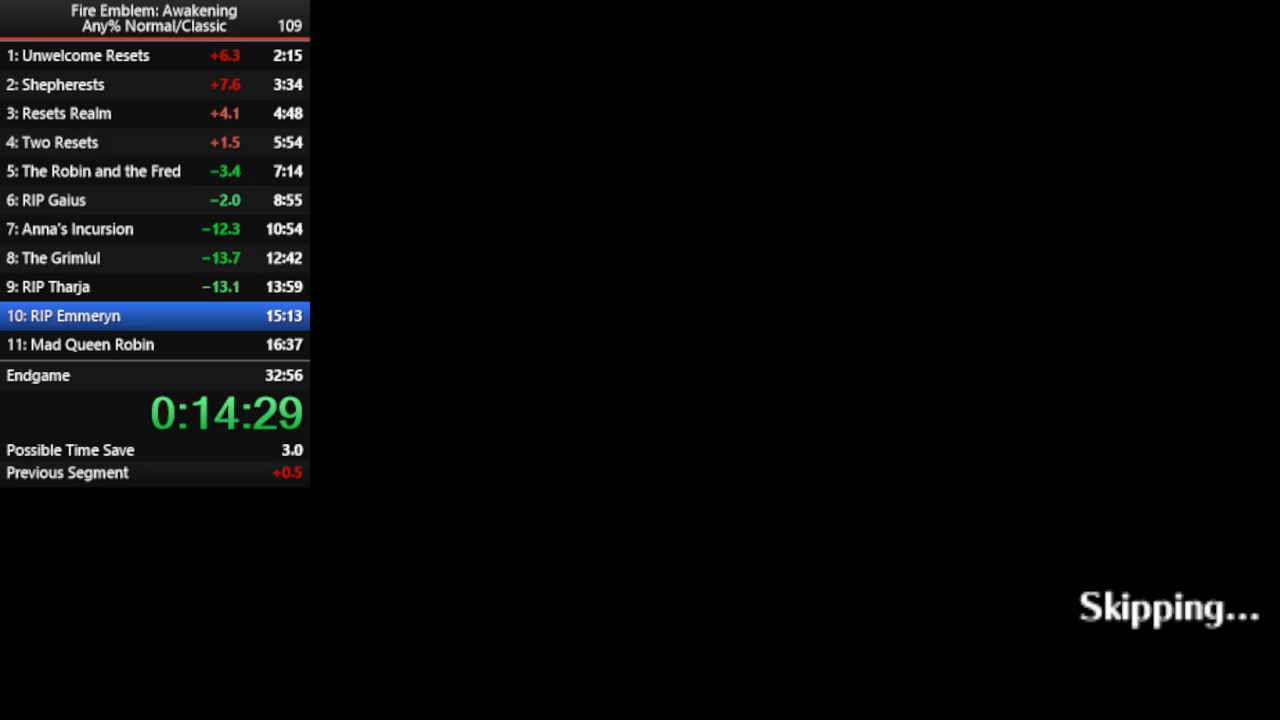 Fire Emblem: Awakening
Any% Normal/Classic 109
1: Unwelcome Resets +6.3 2:15
2: Shepherests +7.6 3:34
3: Resets Realm +4.1 4:48
4: Two Resets +1.5 5:54
5: The Robin and the Fred −3.4 7:14
6: RIP Gaius −2.0 8:55
7: Anna's Incursion −12.3 10:54
8: The Grimlul −13.7 12:42
9: RIP Tharja −13.1 13:59
10: RIP Emmeryn 15:13
11: Mad Queen Robin 16:37
Endgame 32:56
0:14:29
Possible Time Save 3.0
Previous Segment +0.5
Skipping...